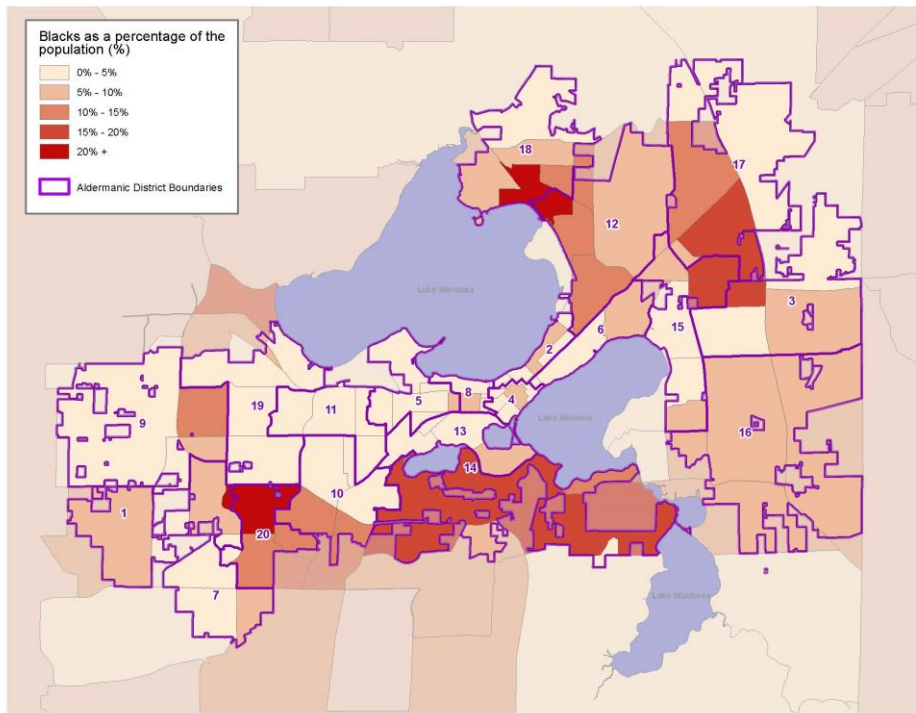 Blacks as a percentage of the
population (%)
0% - 5%
5% - 10%
10% - 15%
15% - 20%
20% +
Aldermanic District Boundaries
18
17
12
Lake Mendota
3
6
15
2
8
4
5
19
11
9
Lake Monona
13
16
14
10
1
20
7
Lake Waubesa